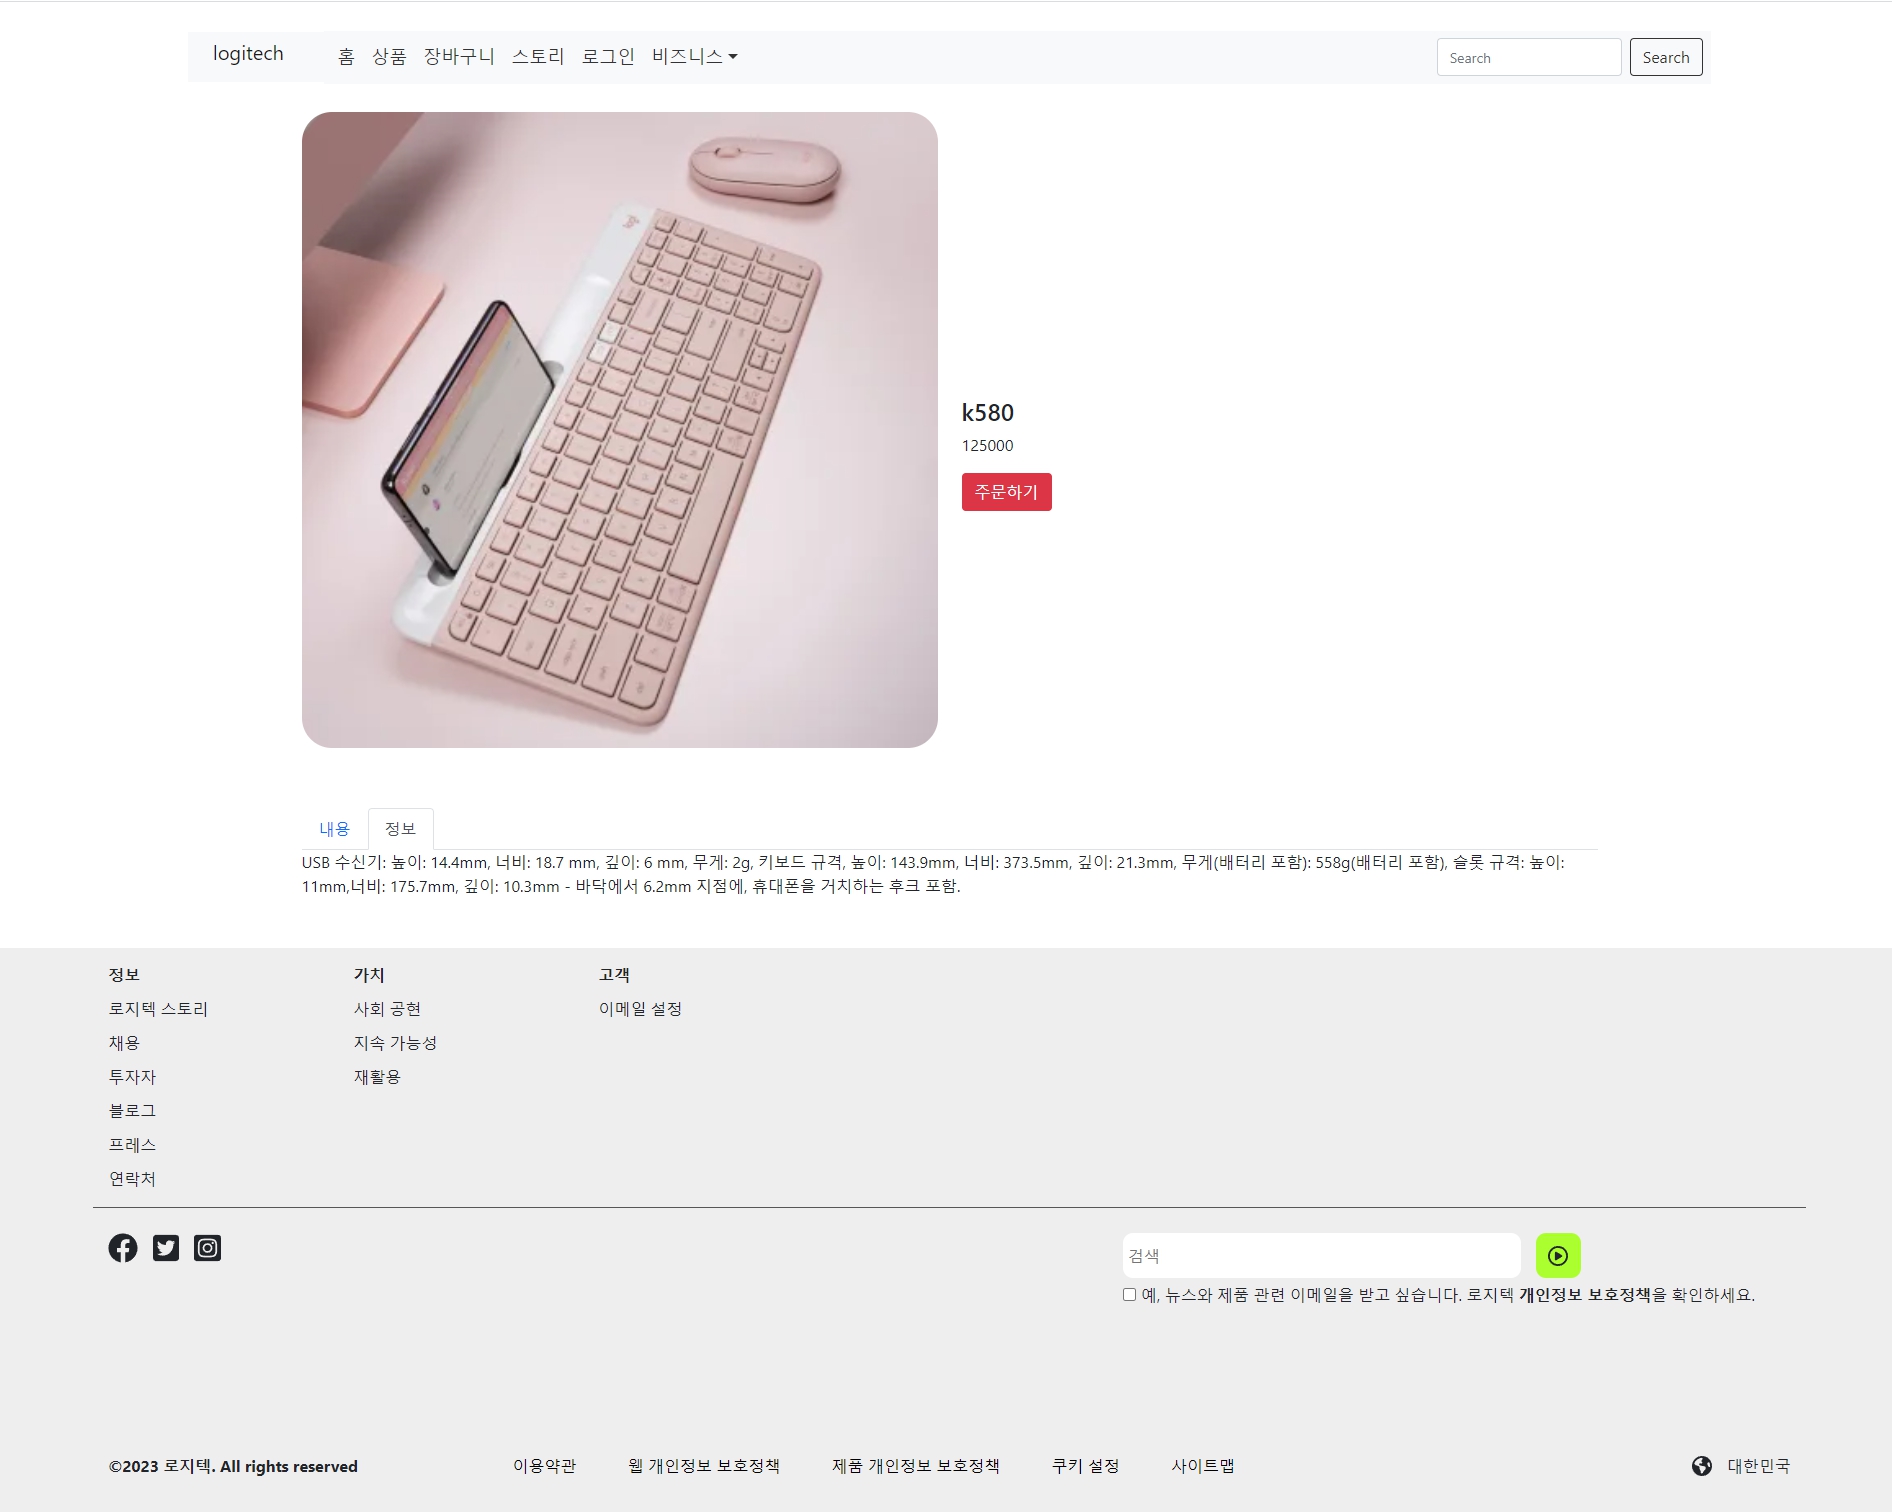 logitech 홈 상품 장바구니 스토리 로그인 비즈니스 Search Search
k580
125000
주문하기
내용 정보
USB 수신기: 높이: 14.4mm, 너비: 18.7 mm, 깊이: 6 mm, 무게: 2g, 키보드 규격, 높이: 143.9mm, 너비: 373.5mm, 깊이: 21.3mm, 무게(배터리 포함): 558g(배터리 포함), 슬롯 규격: 높이:
11mm,너비: 175.7mm, 깊이: 10.3mm - 바닥에서 6.2mm 지점에, 휴대폰을 거치하는 후크 포함.
정보 가치 고객
로지텍 스토리 사회 공현 이메일 설정
채용 지속 가능성
투자자 재활용
블로그
프레스
연락처
검색
예, 뉴스와 제품 관련 이메일을 받고 싶습니다. 로지텍 개인정보 보호정책을 확인하세요.
©2023 로지텍. All rights reserved 이용약관 웹 개인정보 보호정책 제품 개인정보 보호정책 쿠키 설정 사이트맵 대한민국